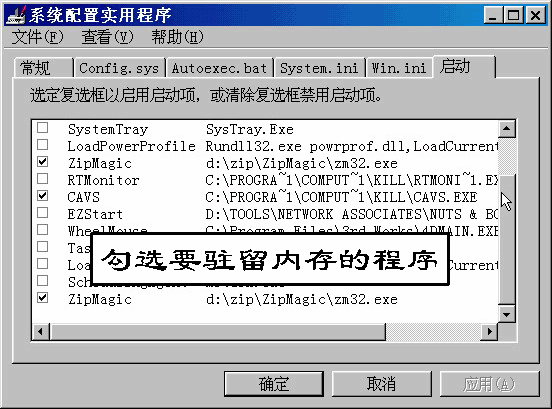 系统配置实用程序
文件(F) 查看(V) 帮助(H)
常规 Config.sys Autoexec.bat System.ini Win.ini 启动
选定复选框以启用启动项，或清除复选框禁用启动项。
SystemTray SysTray.Exe
LoadPowerProfile Rundll32.exe powrprof.dll,LoadCurrent
ZipMagic d:\zip\ZipMagic\zm32.exe
RTMonitor C:\PROGRA~1\COMPUT~1\KILL\RTMONI~1.EX
CAVS C:\PROGRA~1\COMPUT~1\KILL\CAVS.EXE
EZStart D:\TOOLS\NETWORK ASSOCIATES\NUTS & BO
WheelMouse C:\Program Files\3rd Works\4DMAIN.EXE
Tas
勾选要驻留内存的程序
Loa Current
ZipMagic d:\zip\ZipMagic\zm32.exe
确定 取消 应用(A)